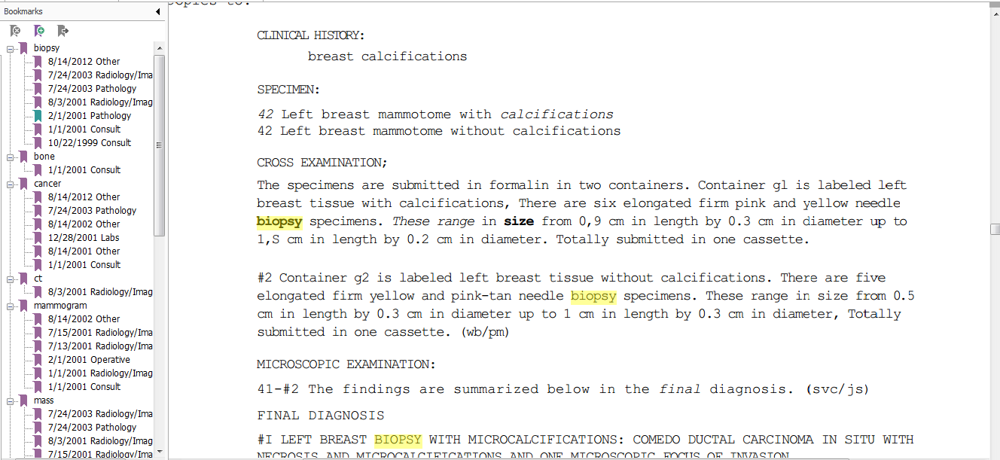 Bookmarks
biopsy
8/14/2012 Other
7/24/2003 Radiology/Ima
7/24/2003 Pathology
8/3/2001 Radiology/Imag
2/1/2001 Pathology
1/1/2001 Consult
10/22/1999 Consult
bone
1/1/2001 Consult
cancer
8/14/2012 Other
7/24/2003 Pathology
8/14/2002 Other
12/28/2001 Labs
8/14/2001 Other
1/1/2001 Consult
ct
8/3/2001 Radiology/Imag
mammogram
8/14/2002 Other
7/15/2001 Radiology/Ima
7/13/2001 Radiology/Ima
2/1/2001 Operative
1/1/2001 Radiology/Imag
1/1/2001 Consult
mass
7/24/2003 Radiology/Ima
7/24/2003 Pathology
8/3/2001 Radiology/Imag
7/15/2001 Radiology/Ima
copies to:
CLINICAL HISTORY:
breast calcifications
SPECIMEN:
42 Left breast mammotome with calcifications
42 Left breast mammotome without calcifications
CROSS EXAMINATION;
The specimens are submitted in formalin in two containers. Container gl is labeled left
breast tissue with calcifications, There are six elongated firm pink and yellow needle
biopsy specimens. These range in size from 0,9 cm in length by 0.3 cm in diameter up to
1,S cm in length by 0.2 cm in diameter. Totally submitted in one cassette.
#2 Container g2 is labeled left breast tissue without calcifications. There are five
elongated firm yellow and pink-tan needle biopsy specimens. These range in size from 0.5
cm in length by 0.3 cm in diameter up to 1 cm in length by 0.3 cm in diameter, Totally
submitted in one cassette. (wb/pm)
MICROSCOPIC EXAMINATION:
41-#2 The findings are summarized below in the final diagnosis. (svc/js)
FINAL DIAGNOSIS
#I LEFT BREAST BIOPSY WITH MICROCALCIFICATIONS: COMEDO DUCTAL CARCINOMA IN SITU WITH
NECROSIS AND MICROCALCIFICATIONS AND ONE MICROSCOPIC FOCUS OF INVASION